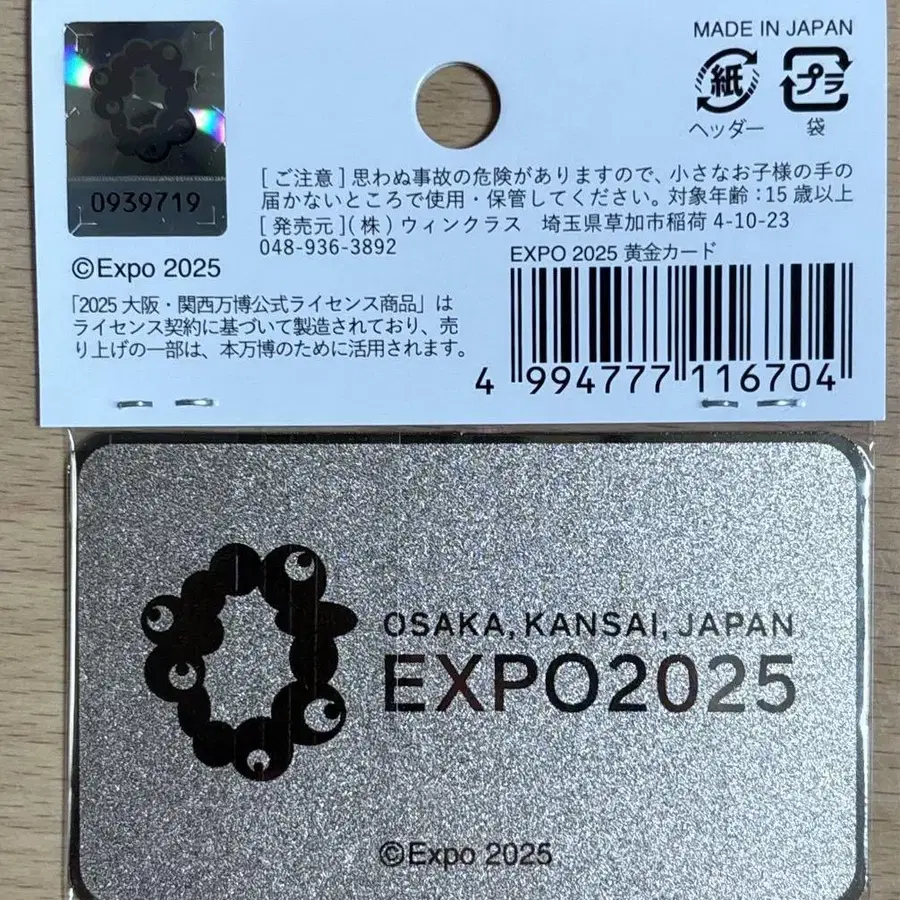 MADE IN JAPAN
紙 プラ
ヘッダー 袋
0939719
[ご注意]思わぬ事故の危険がありますので、小さなお子様の手の
届かないところで使用・保管してください。対象年齢:15歳以上
[発売元](株)ウィンクラス 埼玉県草加市稲荷4-10-23
048-936-3892
©Expo 2025
「2025大阪・関西万博公式ライセンス商品」は
ライセンス契約に基づいて製造されており、売
り上げの一部は、本万博のために活用されます。
EXPO 2025 黄金カード
4 994777 116704
OSAKA, KANSAI, JAPAN
EXPO2025
©Expo 2025